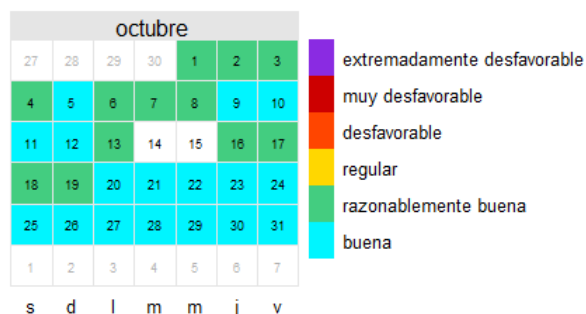 octubre
27 28 29 30 1 2 3
4 5 6 7 8 9 10
11 12 13 14 15 16 17
18 19 20 21 22 23 24
25 26 27 28 29 30 31
1 2 3 4 5 6 7
s d l m m j v
extremadamente desfavorable
muy desfavorable
desfavorable
regular
razonablemente buena
buena